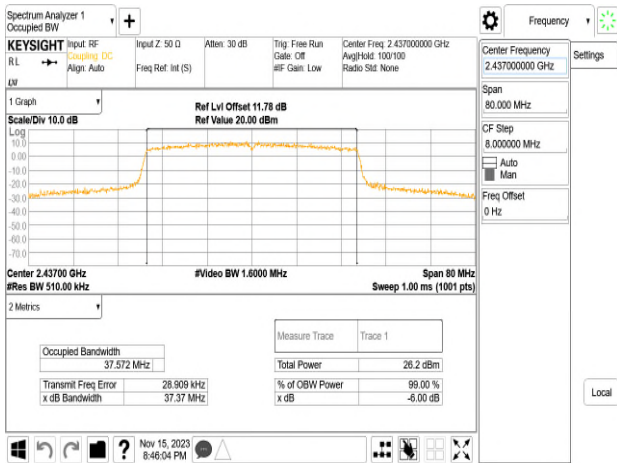 Spectrum Analyzer 1
Occupied BW
Frequency
KEYSIGHT
RL
Input: RF
Coupling: DC
Align: Auto
Input Z: 50 Ω
Freq Ref: Int (S)
Atten: 30 dB
Trig: Free Run
Gate: Off
#IF Gain: Low
Center Freq: 2.437000000 GHz
Avg|Hold: 100/100
Radio Std: None
Center Frequency
2.437000000 GHz
Settings
Span
80.000 MHz
CF Step
8.000000 MHz
Auto
Man
Freq Offset
0 Hz
Local
1 Graph
Scale/Div 10.0 dB
Ref Lvl Offset 11.78 dB
Ref Value 20.00 dBm
Log
10.0
0.00
-10.0
-20.0
-30.0
-40.0
-50.0
-60.0
-70.0
Center 2.43700 GHz
#Video BW 1.6000 MHz
Span 80 MHz
#Res BW 510.00 kHz
Sweep 1.00 ms (1001 pts)
2 Metrics
Measure Trace
Trace 1
Occupied Bandwidth
37.572 MHz
Total Power
26.2 dBm
Transmit Freq Error
28.909 kHz
% of OBW Power
99.00 %
x dB Bandwidth
37.37 MHz
x dB
-6.00 dB
Nov 15, 2023
8:46:04 PM